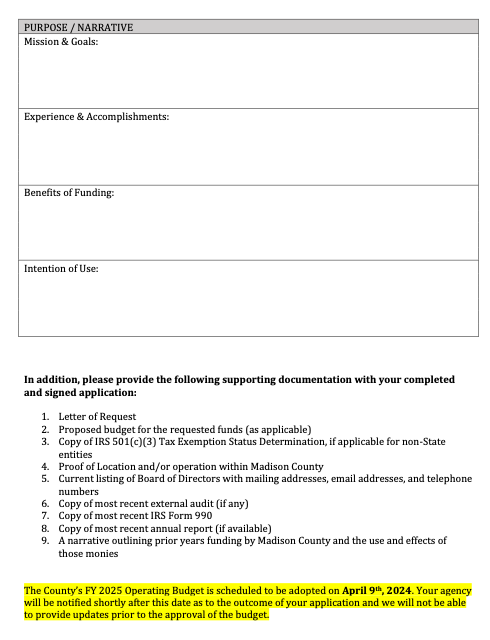 PURPOSE / NARRATIVE
Mission & Goals:
Experience & Accomplishments:
Benefits of Funding:
Intention of Use:
In addition, please provide the following supporting documentation with your completed
and signed application:
1. Letter of Request
2. Proposed budget for the requested funds (as applicable)
3. Copy of IRS 501(c)(3) Tax Exemption Status Determination, if applicable for non-State
entities
4. Proof of Location and/or operation within Madison County
5. Current listing of Board of Directors with mailing addresses, email addresses, and telephone
numbers
6. Copy of most recent external audit (if any)
7. Copy of most recent IRS Form 990
8. Copy of most recent annual report (if available)
9. A narrative outlining prior years funding by Madison County and the use and effects of
those monies
The County's FY 2025 Operating Budget is scheduled to be adopted on April 9th, 2024. Your agency
will be notified shortly after this date as to the outcome of your application and we will not be able
to provide updates prior to the approval of the budget.